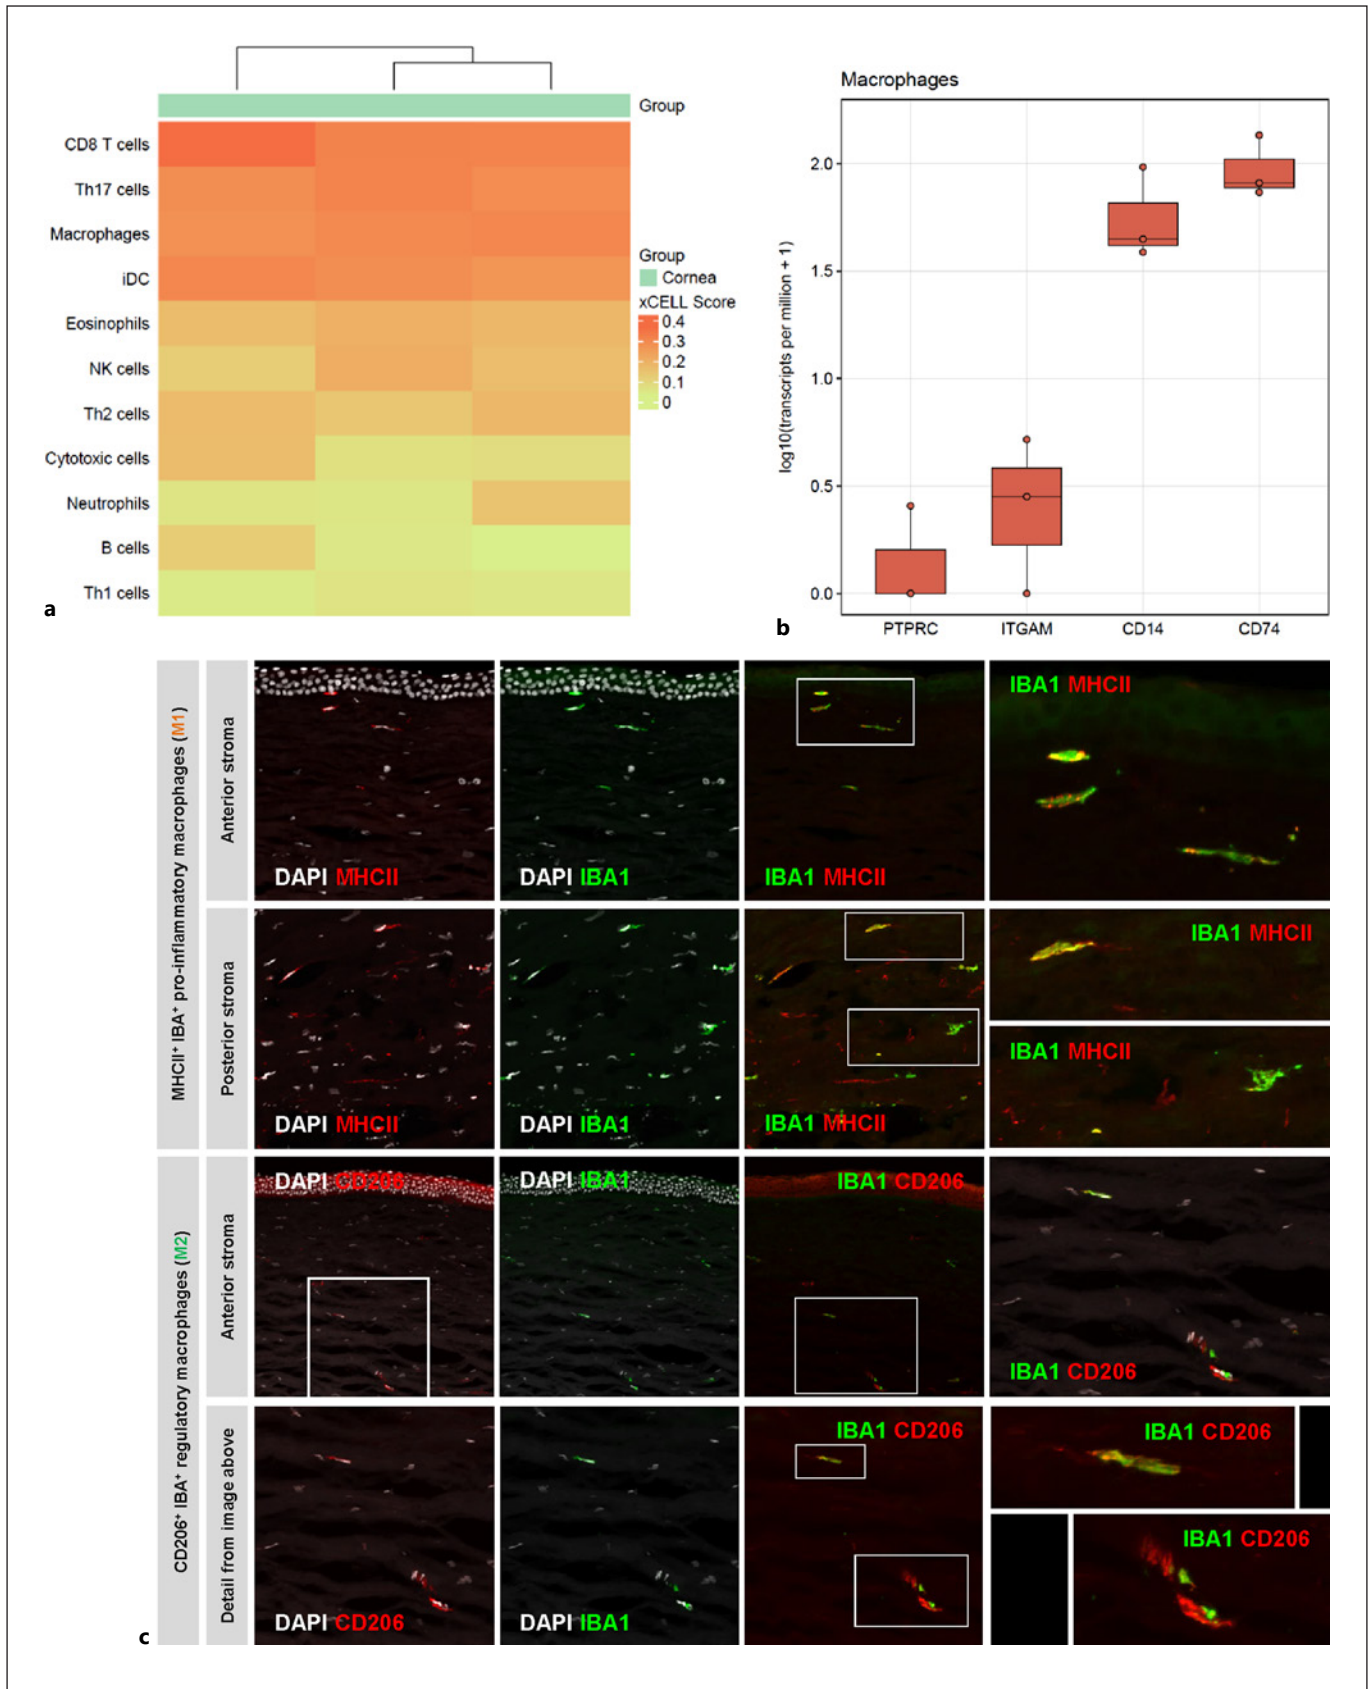 Group
CD8 T cells
Th17 cells
Macrophages
iDC
Eosinophils
NK cells
Th2 cells
Cytotoxic cells
Neutrophils
B cells
Th1 cells
Group
Cornea
xCELL Score
0.4
0.3
0.2
0.1
0
a
Macrophages
log10(transcripts per million + 1)
2.0
1.5
1.0
0.5
0.0
PTPRC ITGAM CD14 CD74
b
MHCII⁺ IBA⁺ pro-inflammatory macrophages (M1)
Anterior stroma
DAPI MHCII
DAPI IBA1
IBA1 MHCII
IBA1 MHCII
Posterior stroma
DAPI MHCII
DAPI IBA1
IBA1 MHCII
IBA1 MHCII
IBA1 MHCII
CD206⁺ IBA⁺ regulatory macrophages (M2)
Anterior stroma
DAPI CD206
DAPI IBA1
IBA1 CD206
IBA1 CD206
Detail from image above
DAPI CD206
DAPI IBA1
IBA1 CD206
IBA1 CD206
IBA1 CD206
c